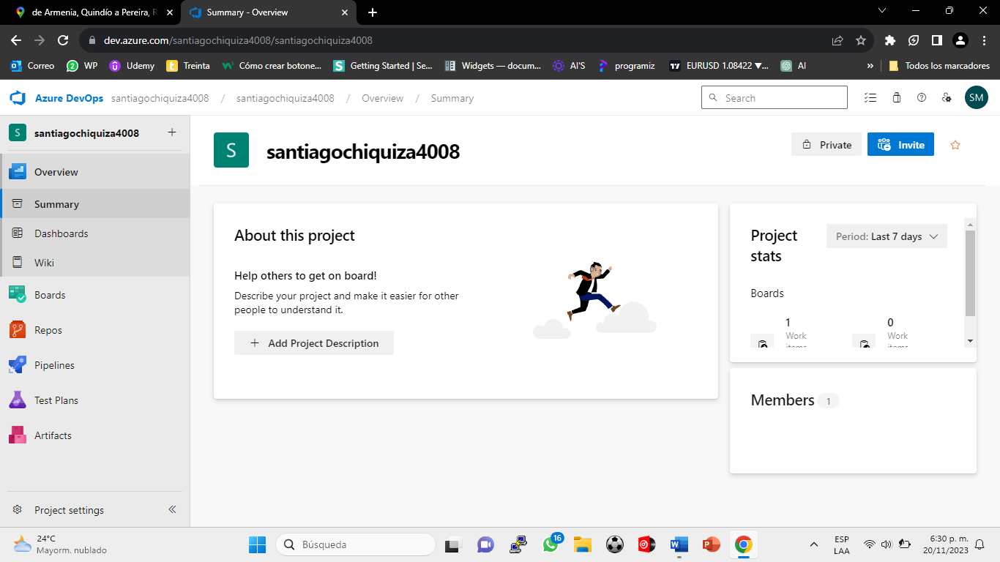 de Armenia, Quindío a Pereira, R
Summary - Overview
dev.azure.com/santiagochiquiza4008/santiagochiquiza4008
Correo
2
WP
Udemy
Treinta
Cómo crear botone...
Getting Started | Se...
Widgets — docum...
AI'S
programiz
EURUSD 1.08422 ▼...
AI
»
Todos los marcadores
Azure DevOps
santiagochiquiza4008 / santiagochiquiza4008 / Overview / Summary
Search
SM
S
santiagochiquiza4008
Overview
Summary
Dashboards
Wiki
Boards
Repos
Pipelines
Test Plans
Artifacts
Project settings
S
santiagochiquiza4008
Private
Invite
About this project
Help others to get on board!
Describe your project and make it easier for other
people to understand it.
Add Project Description
Project
stats
Period: Last 7 days
Boards
1
Work
items
0
Work
items
Members 1
24°C
Mayorm. nublado
Búsqueda
16
ESP
LAA
6:30 p. m.
20/11/2023